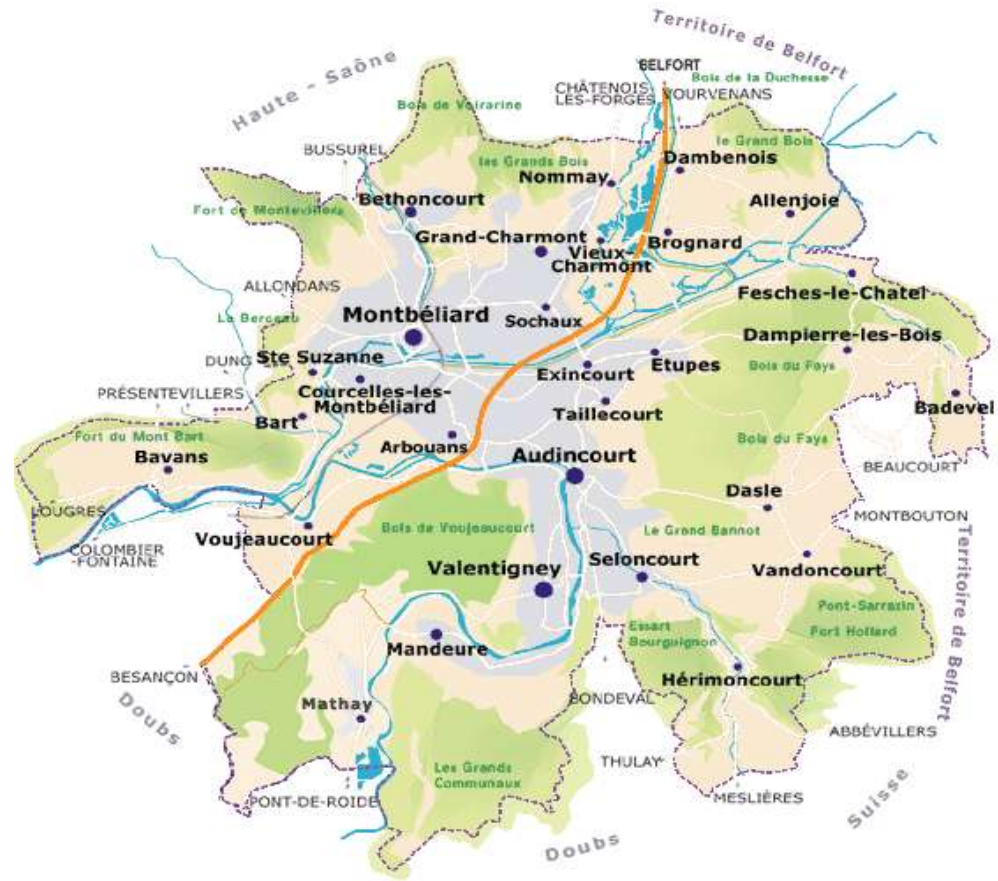 Territoire de Belfort
Haute - Saône
BELFORT
Bois de la Duchesse
CHÂTENOIS
LES-FORGES
VOURVENANS
Bois de Voirarine
BUSSUREL
le Grand Bois
les Grands Bois
Dambenois
Nommay
Bethoncourt
Allenjoie
Fort de Montevillers
Grand-Charmont
Vieux-
Charmont
Brognard
ALLONDANS
Fesches-le-Chatel
Montbéliard
Sochaux
La Berceau
Dampierre-les-Bois
DUNG
Ste Suzanne
Exincourt
Etupes
Bois du Fays
PRÉSENTEVILLERS
Courcelles-les-
Montbéliard
Taillecourt
Badevel
Bart
Fort du Mont Bart
Arbouans
Bois du Fays
Bavans
Audincourt
BEAUCOURT
Dasle
LOUGRES
MONTBOUTON
Voujeaucourt
Bois de Voujeaucourt
Le Grand Bannot
COLOMBIER
-FONTAINE
Valentigney
Seloncourt
Vandoncourt
Territoire de Belfort
Pont-Sarrazin
Essart
Bourguignon
Fort Hollard
Mandeure
BESANÇON
Hérimoncourt
Doubs
Mathay
BONDEVAL
ABBÉVILLERS
THULAY
Les Grands
Communaux
PONT-DE-ROIDE
MESLIÈRES
Suisse
Doubs